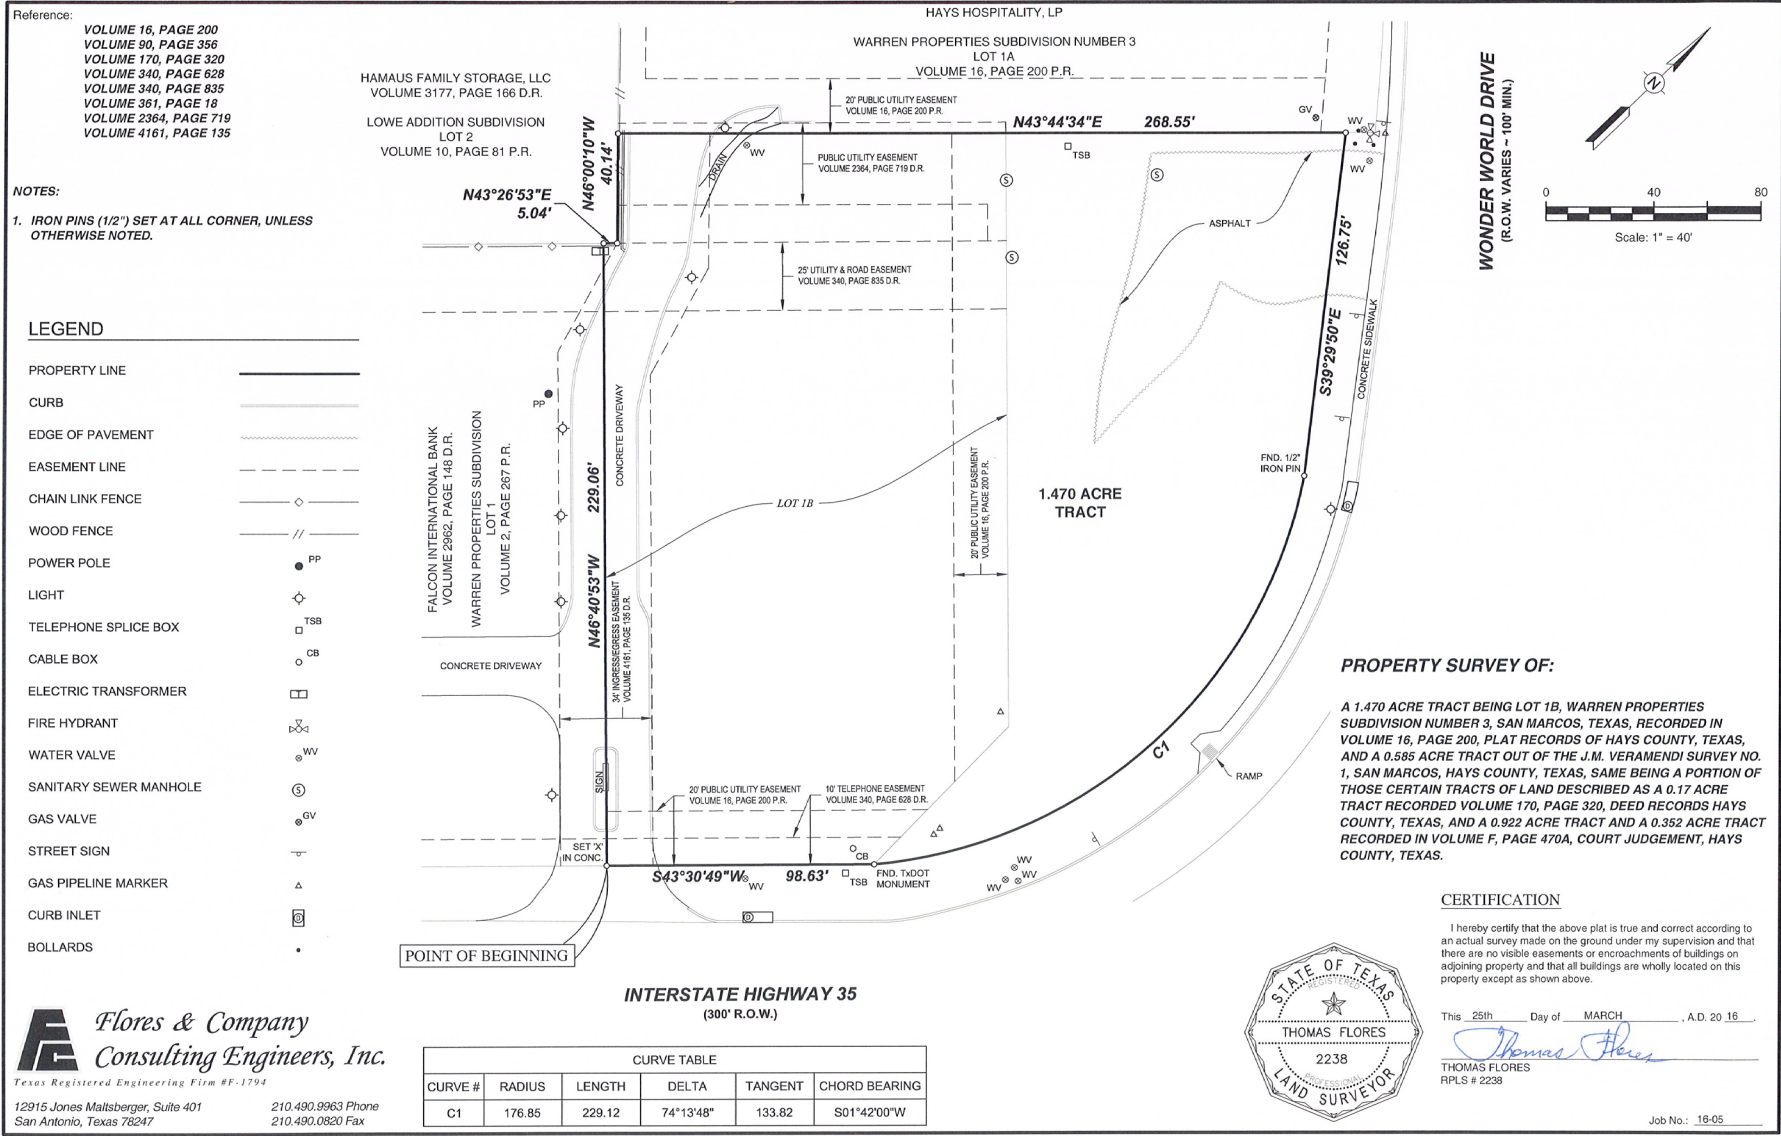 Reference:
VOLUME 16, PAGE 200
VOLUME 90, PAGE 356
VOLUME 170, PAGE 320
VOLUME 340, PAGE 628
VOLUME 340, PAGE 835
VOLUME 361, PAGE 18
VOLUME 2364, PAGE 719
VOLUME 4161, PAGE 135
NOTES:
1. IRON PINS (1/2") SET AT ALL CORNER, UNLESS
OTHERWISE NOTED.
LEGEND
PROPERTY LINE
CURB
EDGE OF PAVEMENT
EASEMENT LINE
CHAIN LINK FENCE
WOOD FENCE
POWER POLE PP
LIGHT
TELEPHONE SPLICE BOX TSB
CABLE BOX CB
ELECTRIC TRANSFORMER
FIRE HYDRANT
WATER VALVE WV
SANITARY SEWER MANHOLE S
GAS VALVE GV
STREET SIGN
GAS PIPELINE MARKER
CURB INLET
BOLLARDS
HAYS HOSPITALITY, LP
WARREN PROPERTIES SUBDIVISION NUMBER 3
LOT 1A
VOLUME 16, PAGE 200 P.R.
HAMAUS FAMILY STORAGE, LLC
VOLUME 3177, PAGE 166 D.R.
LOWE ADDITION SUBDIVISION
LOT 2
VOLUME 10, PAGE 81 P.R.
N43°26'53"E
5.04'
N46°00'10"W
40.14'
DRAIN
WV
20' PUBLIC UTILITY EASEMENT
VOLUME 16, PAGE 200 P.R.
N43°44'34"E 268.55'
PUBLIC UTILITY EASEMENT
VOLUME 2364, PAGE 719 D.R.
TSB
S
S
S
GV
WV
WV
ASPHALT
25' UTILITY & ROAD EASEMENT
VOLUME 340, PAGE 835 D.R.
126.75'
S39°29'50"E
CONCRETE SIDEWALK
WONDER WORLD DRIVE
(R.O.W. VARIES ~ 100' MIN.)
N
0 40 80
Scale: 1" = 40'
PP
FALCON INTERNATIONAL BANK
VOLUME 2962, PAGE 148 D.R.
WARREN PROPERTIES SUBDIVISION
LOT 1
VOLUME 2, PAGE 267 P.R.
229.06'
N46°40'53"W
CONCRETE DRIVEWAY
34' INGRESS/EGRESS EASEMENT
VOLUME 4161, PAGE 135 D.R.
LOT 1B
20' PUBLIC UTILITY EASEMENT
VOLUME 16, PAGE 200 P.R.
1.470 ACRE
TRACT
FND. 1/2"
IRON PIN
CONCRETE DRIVEWAY
C1
RAMP
SIGN
20' PUBLIC UTILITY EASEMENT
VOLUME 16, PAGE 200 P.R.
10' TELEPHONE EASEMENT
VOLUME 340, PAGE 628 D.R.
SET 'X'
IN CONC.
S43°30'49"W 98.63'
WV
CB
TSB
FND. TxDOT
MONUMENT
WV
WV
WV
POINT OF BEGINNING
INTERSTATE HIGHWAY 35
(300' R.O.W.)
PROPERTY SURVEY OF:
A 1.470 ACRE TRACT BEING LOT 1B, WARREN PROPERTIES
SUBDIVISION NUMBER 3, SAN MARCOS, TEXAS, RECORDED IN
VOLUME 16, PAGE 200, PLAT RECORDS OF HAYS COUNTY, TEXAS,
AND A 0.585 ACRE TRACT OUT OF THE J.M. VERAMENDI SURVEY NO.
1, SAN MARCOS, HAYS COUNTY, TEXAS, SAME BEING A PORTION OF
THOSE CERTAIN TRACTS OF LAND DESCRIBED AS A 0.17 ACRE
TRACT RECORDED VOLUME 170, PAGE 320, DEED RECORDS HAYS
COUNTY, TEXAS, AND A 0.922 ACRE TRACT AND A 0.352 ACRE TRACT
RECORDED IN VOLUME F, PAGE 470A, COURT JUDGEMENT, HAYS
COUNTY, TEXAS.
CERTIFICATION
I hereby certify that the above plat is true and correct according to
an actual survey made on the ground under my supervision and that
there are no visible easements or encroachments of buildings on
adjoining property and that all buildings are wholly located on this
property except as shown above.
This 25th Day of MARCH, A.D. 20 16.
Thomas Flores
THOMAS FLORES
RPLS # 2238
STATE OF TEXAS
REGISTERED
THOMAS FLORES
2238
PROFESSIONAL
LAND SURVEYOR
Job No.: 16-05
Flores & Company
Consulting Engineers, Inc.
Texas Registered Engineering Firm #F-1794
12915 Jones Maltsberger, Suite 401 210.490.9963 Phone
San Antonio, Texas 78247 210.490.0820 Fax
CURVE TABLE
CURVE # RADIUS LENGTH DELTA TANGENT CHORD BEARING
C1 176.85 229.12 74°13'48" 133.82 S01°42'00"W